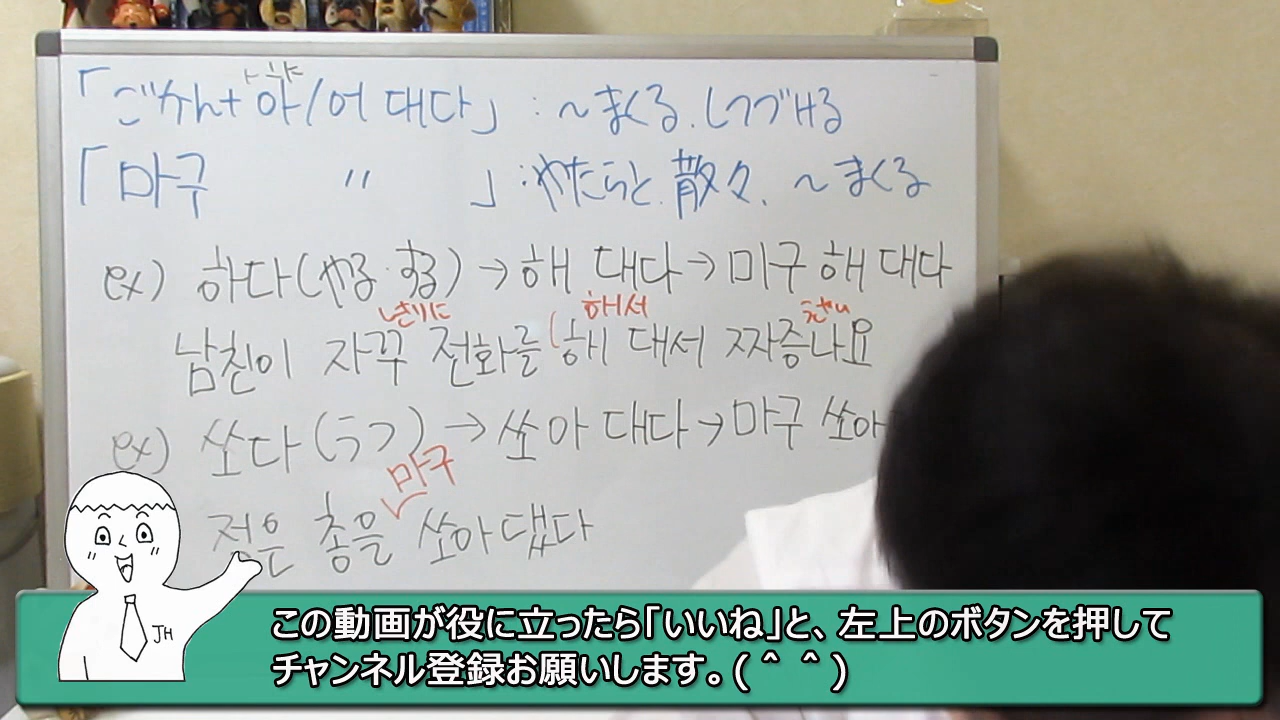 ㅏ ㅑ
「ごかん+아/어 대다」:〜まくる、しつづける
「마구 〃 」:やたらと、散々、〜まくる
ex) 하다(やる・する)→해 대다→마구 해 대다
しきりに 해서
남친이 자꾸 전화를 (해 대서 짜증나요
ex) 쏘다(うつ)→쏘아 대다→마구 쏘아
마구
적은 총을 쏘아 댔다
JH
この動画が役に立ったら「いいね」と、左上のボタンを押して
チャンネル登録お願いします。(＾＾)